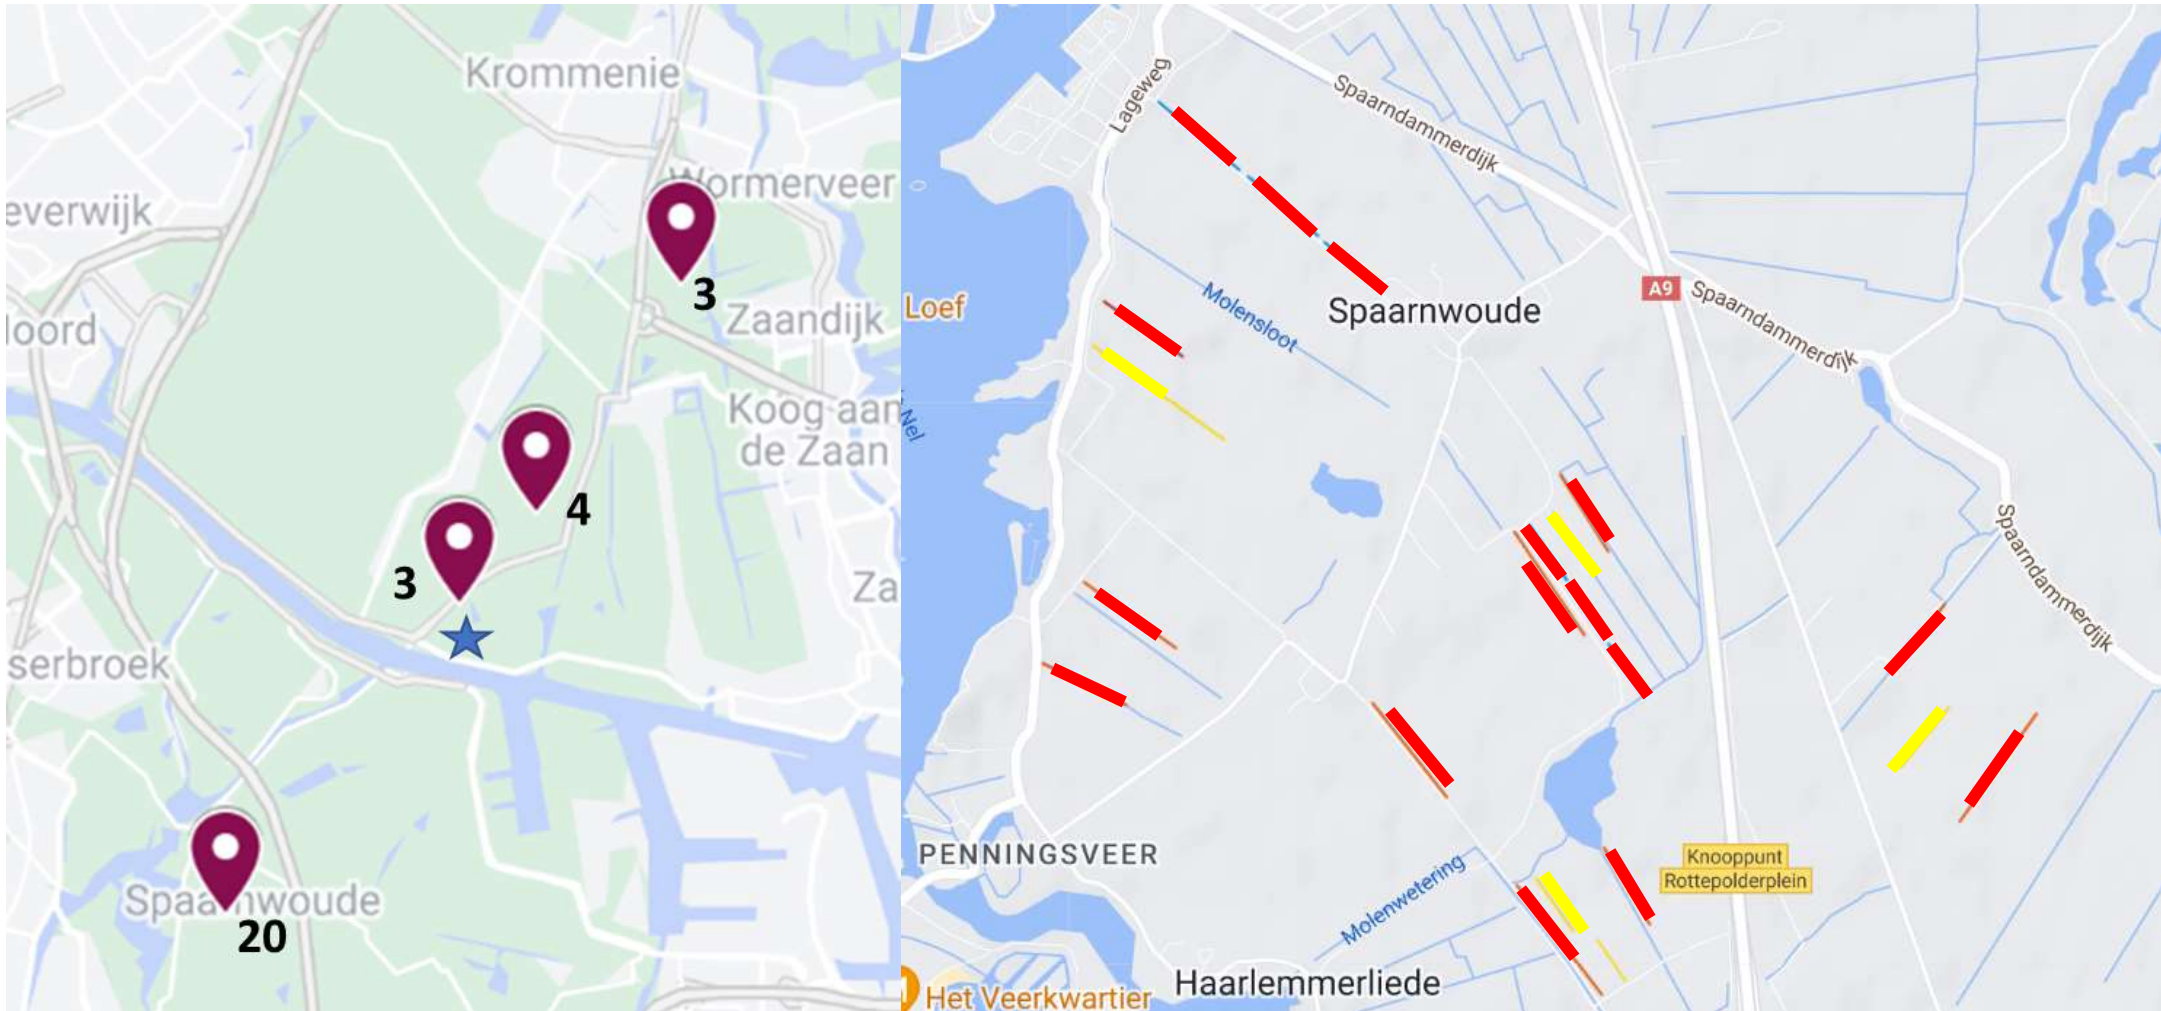 Krommenie
Wormerveer
everwijk
3
Zaandijk
loord
Koog aan
de Zaan
4
3
Za
serbroek
Spaarnwoude
20
Lageweg
Spaarndammerdijk
Loef
Molensloot
Spaarnwoude
A9
Spaarndammerdijk
Nel
Spaarndammerdijk
PENNINGSVEER
Molenwetering
Knooppunt
Rottepolderplein
Haarlemmerliede
Het Veerkwartier